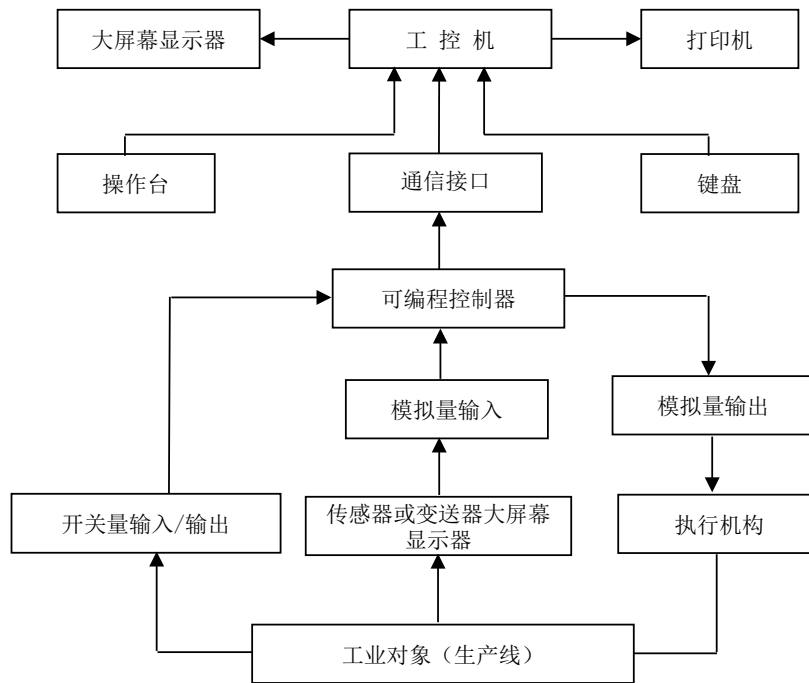 大屏幕显示器
工 控 机
打印机
操作台
通信接口
键盘
可编程控制器
模拟量输入
模拟量输出
开关量输入/输出
传感器或变送器大屏幕
显示器
执行机构
工业对象（生产线）